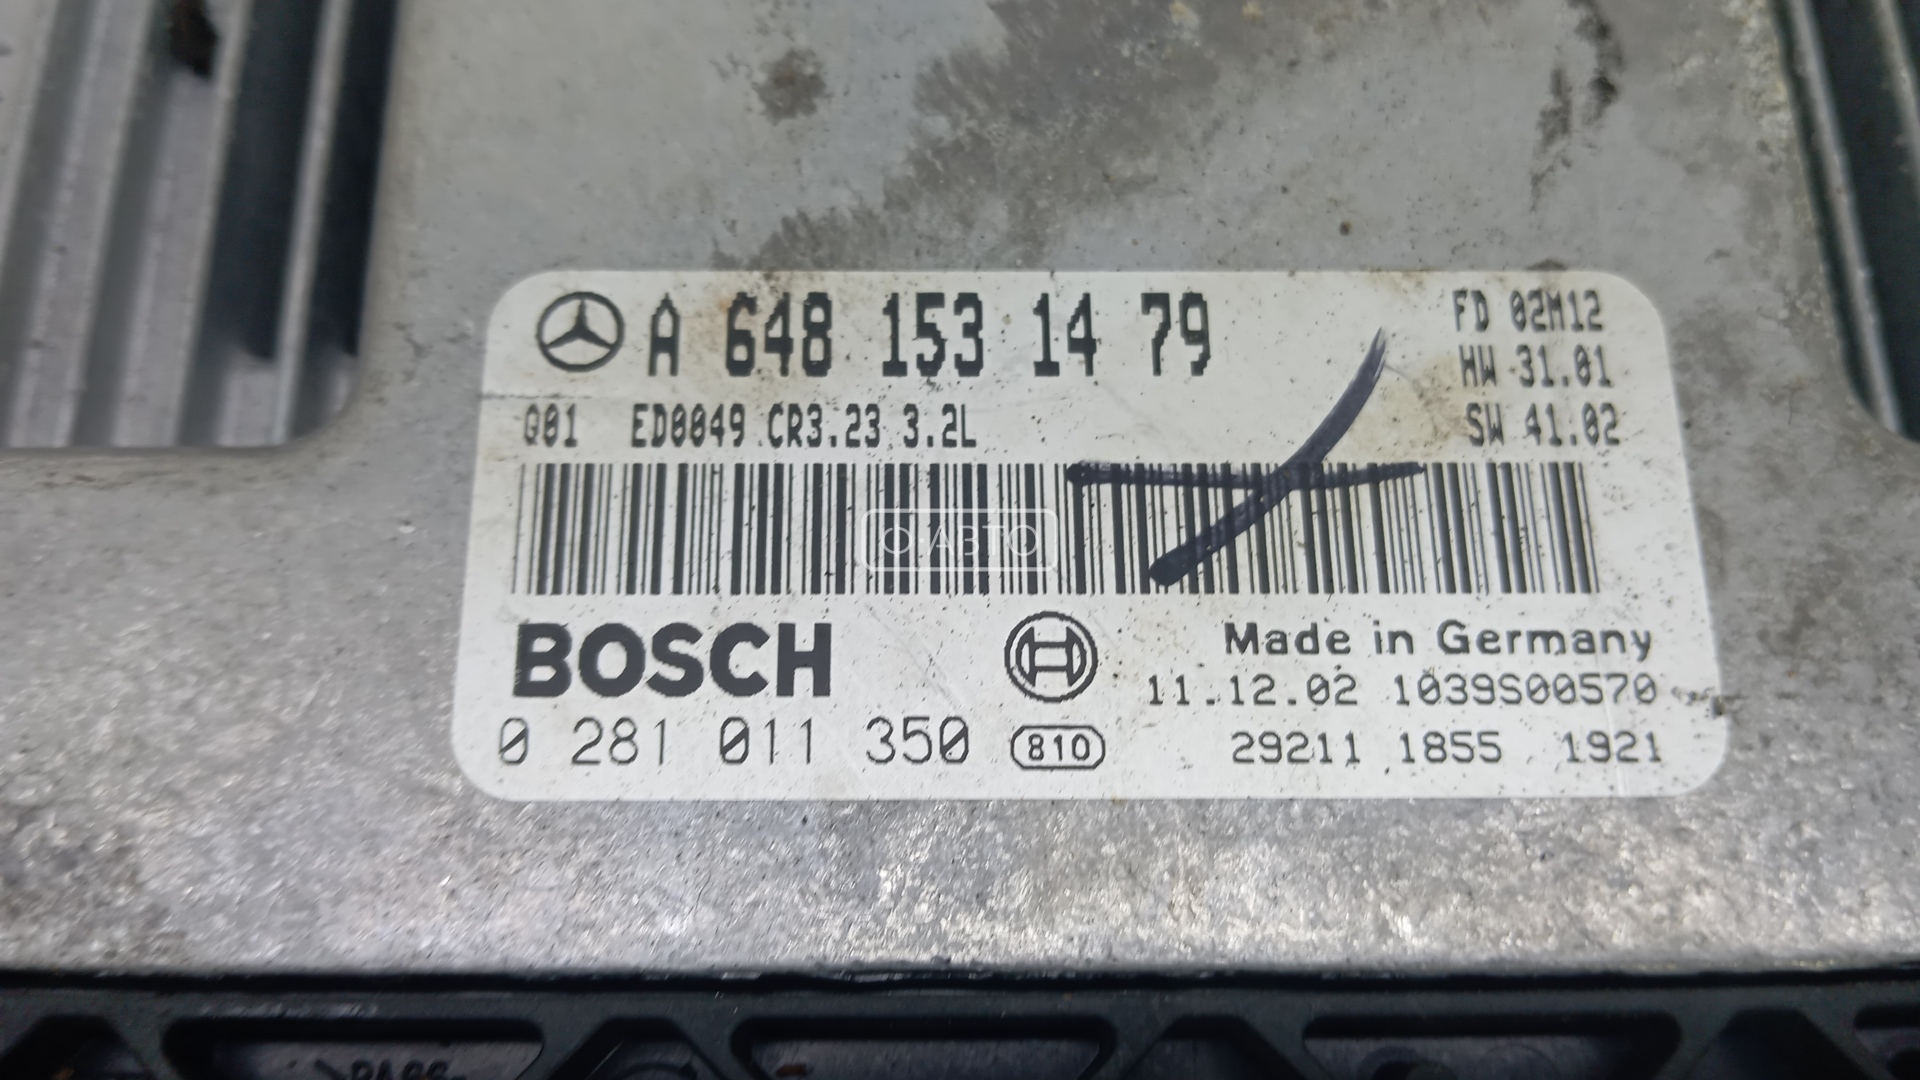 A 648 153 14 79
FD 02M12
HW 31.01
SW 41.02
Q01 ED0049 CR3.23 3.2L
О·АВТО
BOSCH
Made in Germany
11.12.02 1039S00570
0 281 011 350 810
29211 1855 1921